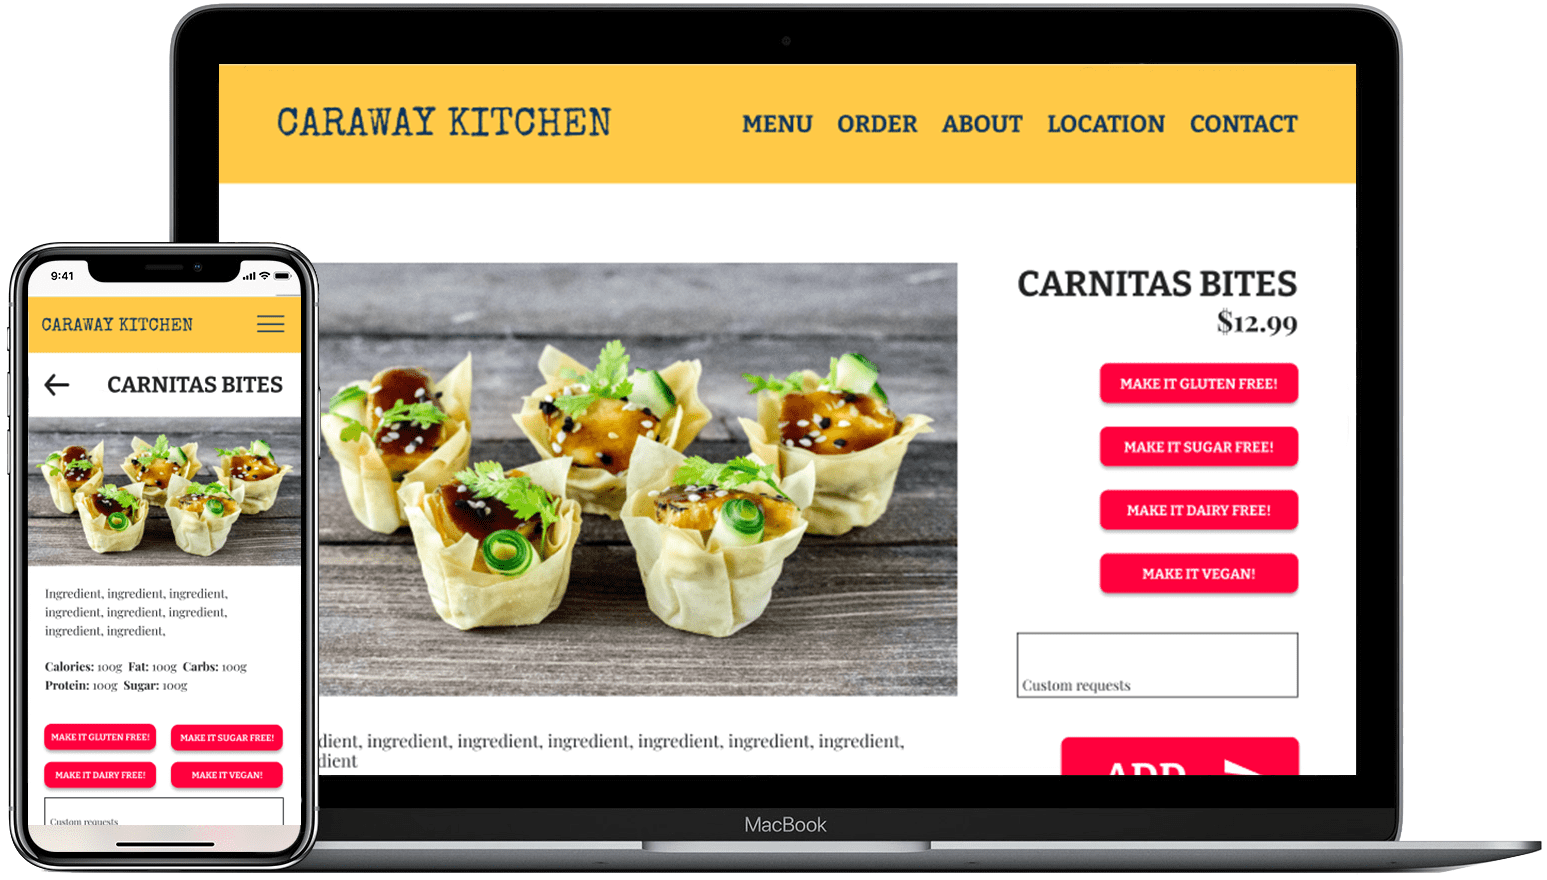 CARAWAY KITCHEN
MENU ORDER ABOUT LOCATION CONTACT
CARNITAS BITES
$12.99
MAKE IT GLUTEN FREE!
MAKE IT SUGAR FREE!
MAKE IT DAIRY FREE!
MAKE IT VEGAN!
Custom requests
ADD
dient, ingredient, ingredient, ingredient, ingredient, ingredient, ingredient,
dient
MacBook
9:41
CARAWAY KITCHEN
CARNITAS BITES
Ingredient, ingredient, ingredient,
ingredient, ingredient, ingredient,
ingredient, ingredient,
Calories: 100g Fat: 100g Carbs: 100g
Protein: 100g Sugar: 100g
MAKE IT GLUTEN FREE! MAKE IT SUGAR FREE!
MAKE IT DAIRY FREE! MAKE IT VEGAN!
Custom requests